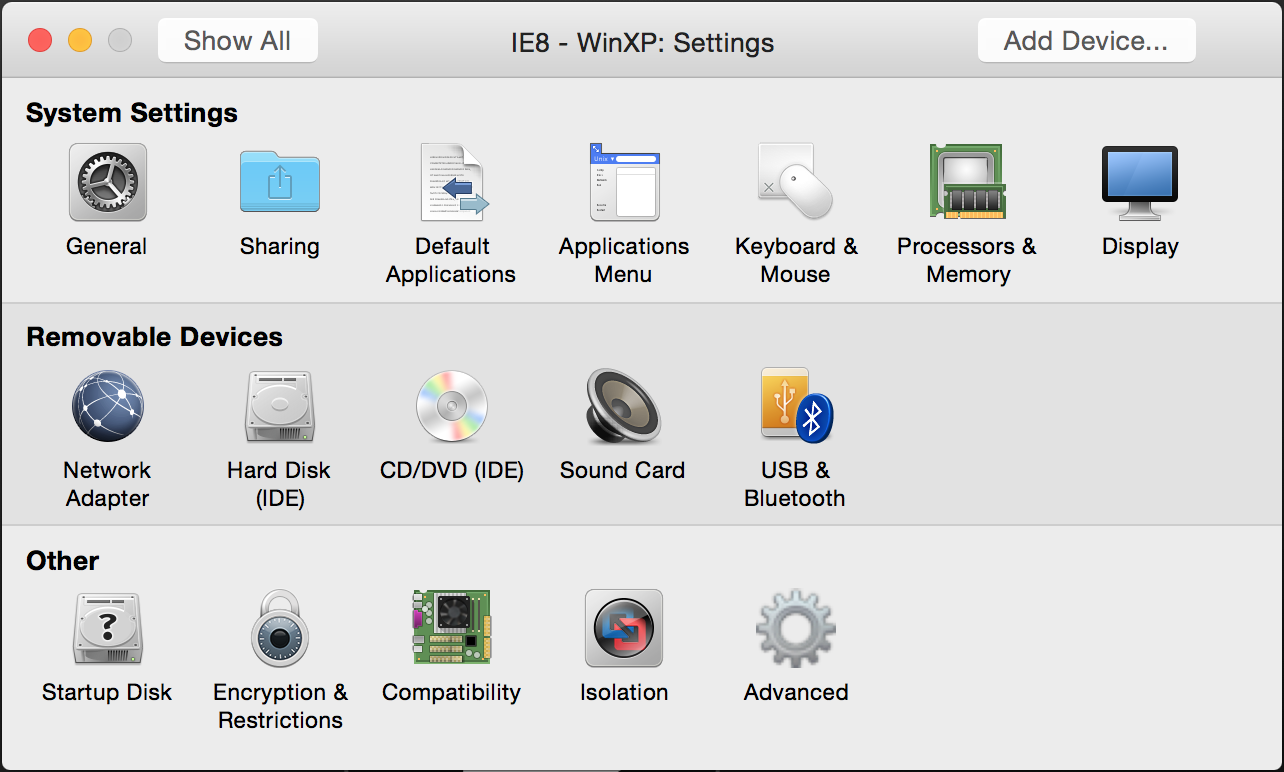 Show All
IE8 - WinXP: Settings
Add Device...
System Settings
General
Sharing
Default
Applications
Unix
Applications
Menu
Keyboard &
Mouse
Processors &
Memory
Display
Removable Devices
Network
Adapter
Hard Disk
(IDE)
CD/DVD (IDE)
Sound Card
USB &
Bluetooth
Other
?
Startup Disk
Encryption &
Restrictions
Compatibility
Isolation
Advanced